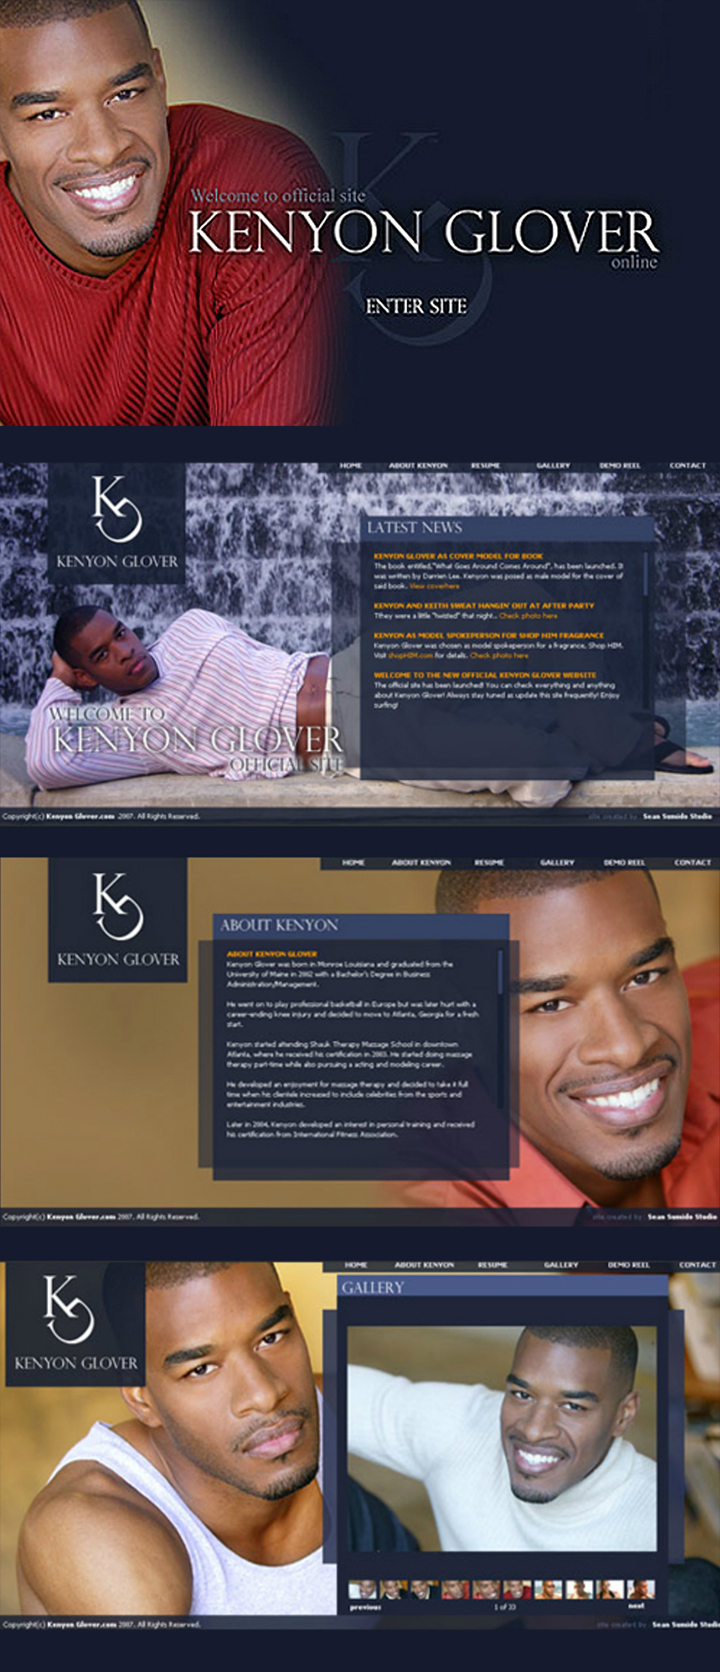 Welcome to official site
KENYON GLOVER
online
ENTER SITE
HOME ABOUT KENYON RESUME GALLERY DEMO REEL CONTACT
KG
KENYON GLOVER
LATEST NEWS
KENYON GLOVER AS COVER MODEL FOR BOOK
The book entitled,"What Goes Around Comes Around", has been launched. It
was written by Darrien Lee. Kenyon was posed as male model for the cover of
said book. View coverhere
KENYON AND KEITH SWEAT HANGIN' OUT AT AFTER PARTY
Tthey were a little "twisted" that night.. Check photo here
KENYON AS MODEL SPOKEPERSON FOR SHOP HIM FRAGRANCE
Kenyon Glover was chosen as model spokeperson for a fragrance, Shop HIM.
Visit shopHIM.com for details. Check photo here
WELCOME TO THE NEW OFFICIAL KENYON GLOVER WEBSITE
The official site has been launched! You can check everything and anything
about Kenyon Glover! Always stay tuned as update this site frequently! Enjoy
surfing!
WELCOME TO
KENYON GLOVER
OFFICIAL SITE
Copyright(c) Kenyon Glover.com 2007. All Rights Reserved.
site created by Sean Sumido Studio
HOME ABOUT KENYON RESUME GALLERY DEMO REEL CONTACT
KG
KENYON GLOVER
ABOUT KENYON
ABOUT KENYON GLOVER
Kenyon Glover was born in Monroe Louisiana and graduated from the
University of Maine in 2002 with a Bachelor's Degree in Business
Administration/Management.
He went on to play professional basketball in Europe but was later hurt with a
career-ending knee injury and decided to move to Atlanta, Georgia for a fresh
start.
Kenyon started attending Shauk Therapy Massage School in downtown
Atlanta, where he received his certification in 2003. He started doing massage
therapy part-time while also pursuing a acting and modeling career.
He developed an enjoyment for massage therapy and decided to take it full
time when his clientele increased to include celebrities from the sports and
entertainment industries.
Later in 2004, Kenyon developed an interest in personal training and received
his certification from International Fitness Association.
Copyright(c) Kenyon Glover.com 2007. All Rights Reserved.
site created by Sean Sumido Studio
HOME ABOUT KENYON RESUME GALLERY DEMO REEL CONTACT
KG
KENYON GLOVER
GALLERY
previous 1 of 33 next
Copyright(c) Kenyon Glover.com 2007. All Rights Reserved.
site created by Sean Sumido Studio